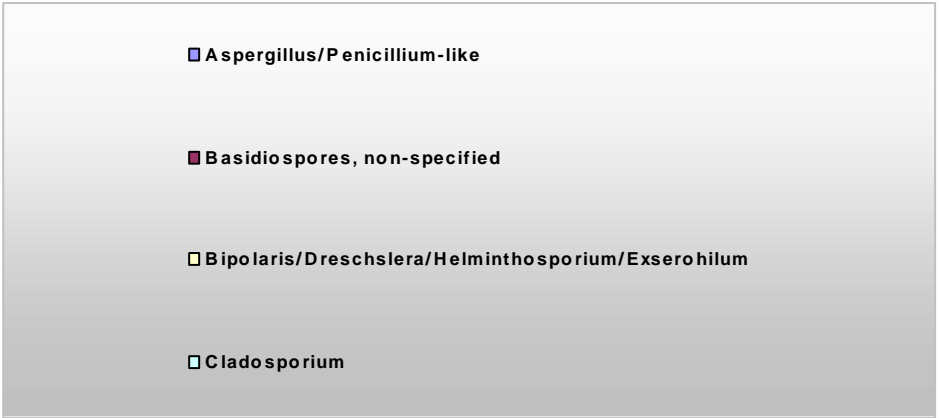 Aspergillus/Penicillium-like
Basidiospores, non-specified
Bipolaris/Dreschslera/Helminthosporium/Exserohilum
Cladosporium